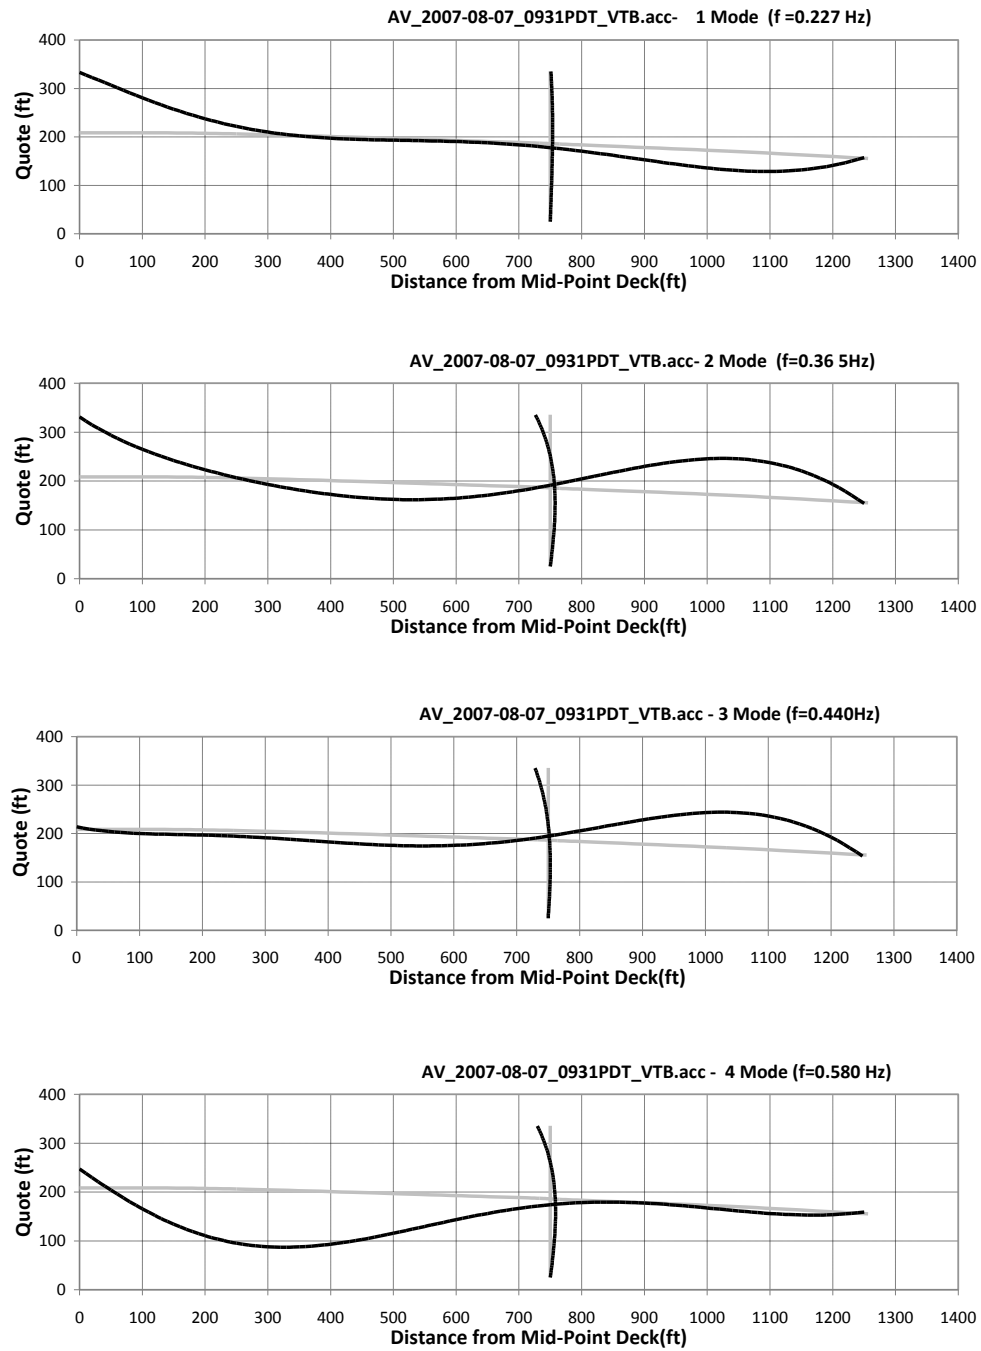 AV_2007-08-07_0931PDT_VTB.acc- 1 Mode (f =0.227 Hz)
400
300
200
100
0
Quote (ft)
0 100 200 300 400 500 600 700 800 900 1000 1100 1200 1300 1400
Distance from Mid-Point Deck(ft)
AV_2007-08-07_0931PDT_VTB.acc- 2 Mode (f=0.36 5Hz)
400
300
200
100
0
Quote (ft)
0 100 200 300 400 500 600 700 800 900 1000 1100 1200 1300 1400
Distance from Mid-Point Deck(ft)
AV_2007-08-07_0931PDT_VTB.acc - 3 Mode (f=0.440Hz)
400
300
200
100
0
Quote (ft)
0 100 200 300 400 500 600 700 800 900 1000 1100 1200 1300 1400
Distance from Mid-Point Deck(ft)
AV_2007-08-07_0931PDT_VTB.acc - 4 Mode (f=0.580 Hz)
400
300
200
100
0
Quote (ft)
0 100 200 300 400 500 600 700 800 900 1000 1100 1200 1300 1400
Distance from Mid-Point Deck(ft)